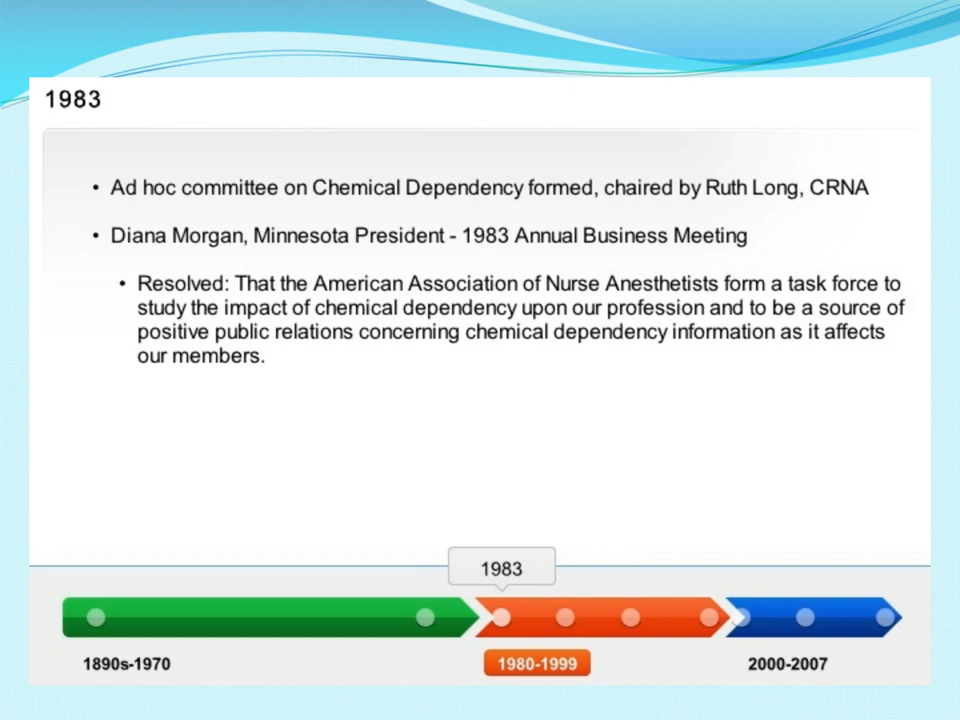 1983
• Ad hoc committee on Chemical Dependency formed, chaired by Ruth Long, CRNA
• Diana Morgan, Minnesota President - 1983 Annual Business Meeting
• Resolved: That the American Association of Nurse Anesthetists form a task force to
study the impact of chemical dependency upon our profession and to be a source of
positive public relations concerning chemical dependency information as it affects
our members.
1983
1890s-1970
1980-1999
2000-2007